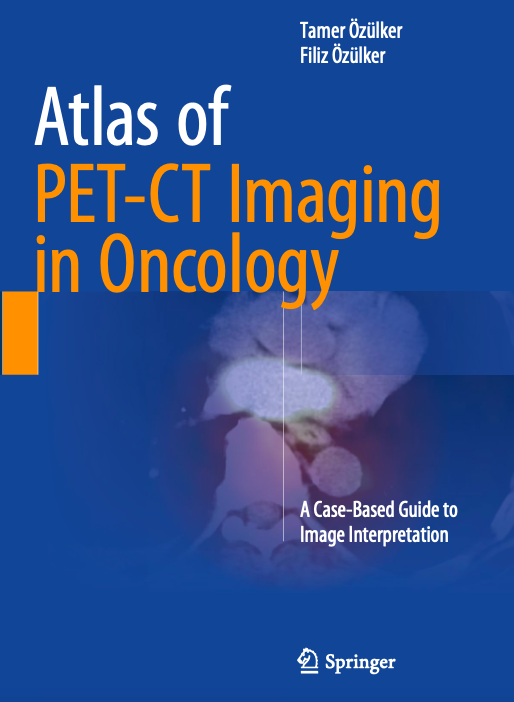 Tamer Özülker
Filiz Özülker
Atlas of
PET-CT Imaging
in Oncology
A Case-Based Guide to
Image Interpretation
Springer